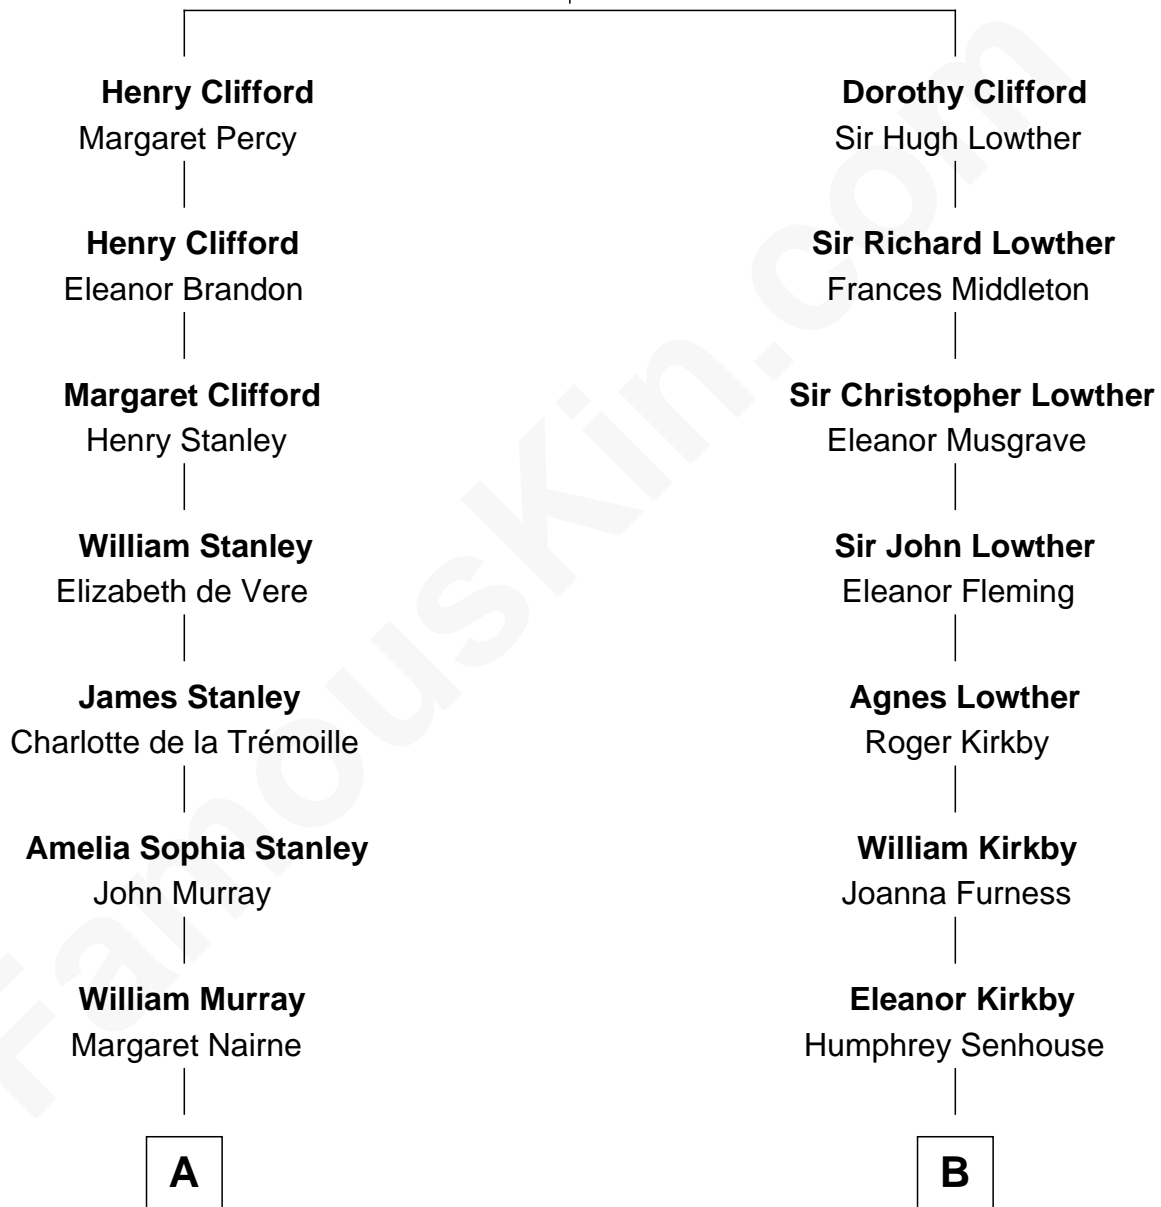 Henry Clifford
Margaret Percy
Henry Clifford
Eleanor Brandon
Margaret Clifford
Henry Stanley
William Stanley
Elizabeth de Vere
James Stanley
Charlotte de la Trémoille
Amelia Sophia Stanley
John Murray
William Murray
Margaret Nairne
A
Dorothy Clifford
Sir Hugh Lowther
Sir Richard Lowther
Frances Middleton
Sir Christopher Lowther
Eleanor Musgrave
Sir John Lowther
Eleanor Fleming
Agnes Lowther
Roger Kirkby
William Kirkby
Joanna Furness
Eleanor Kirkby
Humphrey Senhouse
B
FamousKin.com